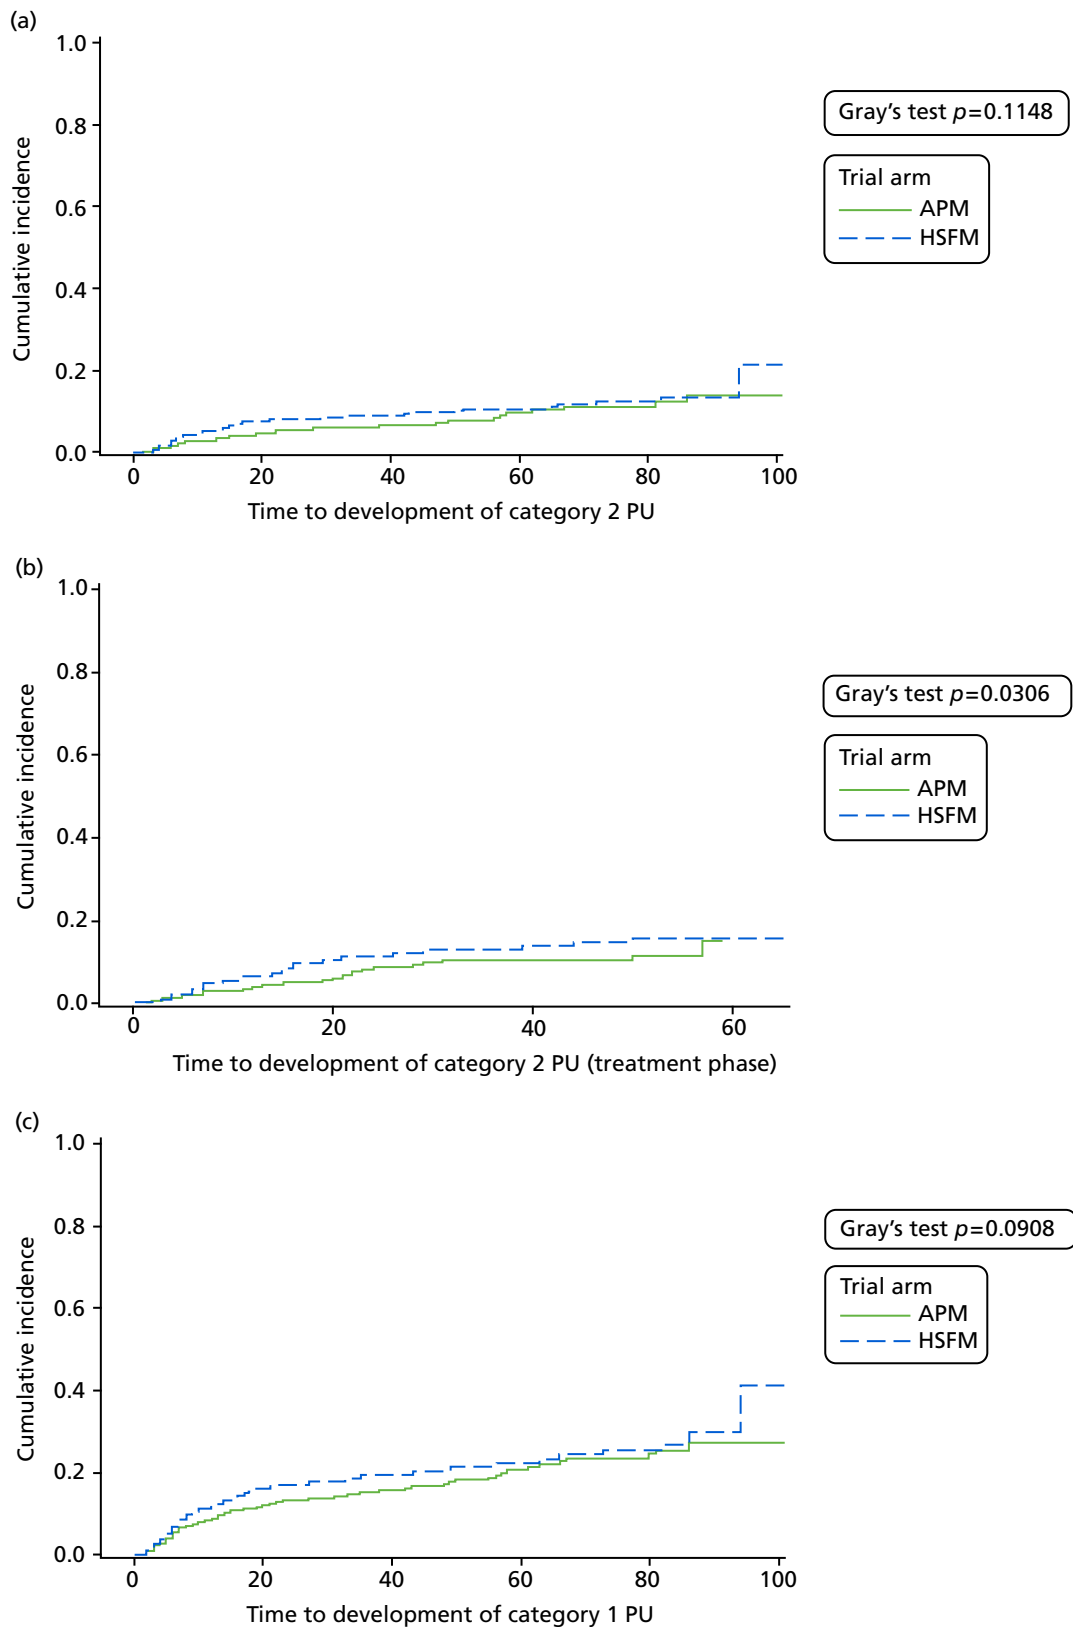 (a)
1.0
0.8
0.6
0.4
0.2
0.0
Cumulative incidence
0 20 40 60 80 100
Time to development of category 2 PU
Gray's test p=0.1148
Trial arm
APM
HSFM
(b)
1.0
0.8
0.6
0.4
0.2
0.0
Cumulative incidence
0 20 40 60
Time to development of category 2 PU (treatment phase)
Gray's test p=0.0306
Trial arm
APM
HSFM
(c)
1.0
0.8
0.6
0.4
0.2
0.0
Cumulative incidence
0 20 40 60 80 100
Time to development of category 1 PU
Gray's test p=0.0908
Trial arm
APM
HSFM